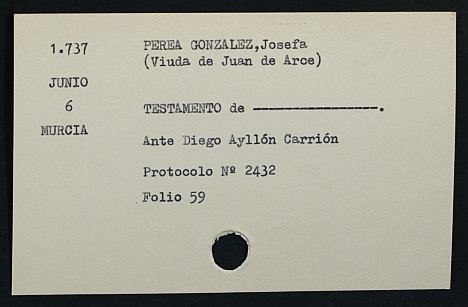 1.737
JUNIO
6
MURCIA
PEREA GONZALEZ,Josefa
(Viuda de Juan de Arce)
TESTAMENTO de -----------------.
Ante Diego Ayllón Carrión
Protocolo Nº 2432
Folio 59